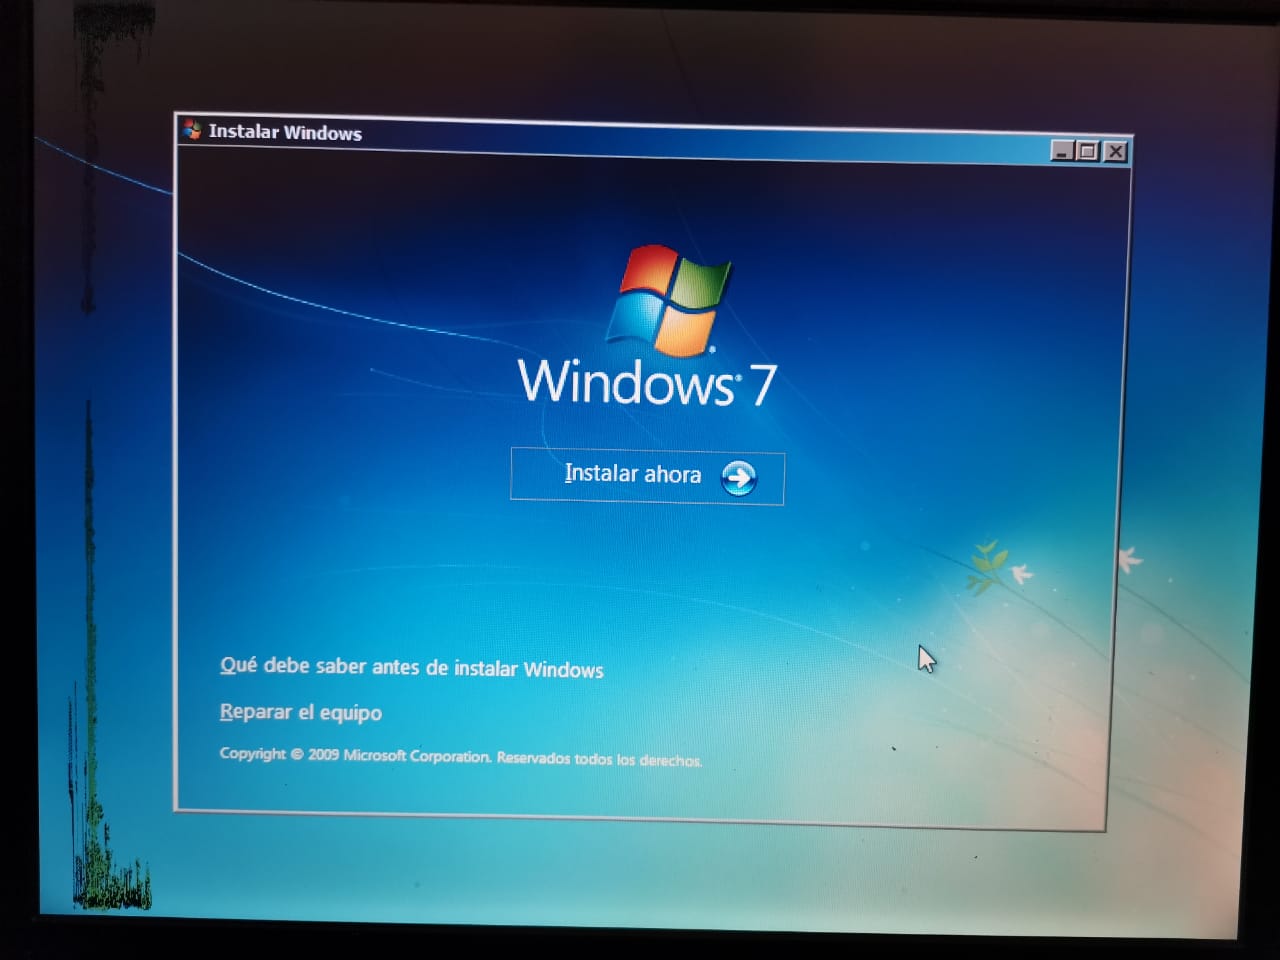 Instalar Windows
Windows® 7
Instalar ahora
Qué debe saber antes de instalar Windows
Reparar el equipo
Copyright © 2009 Microsoft Corporation. Reservados todos los derechos.